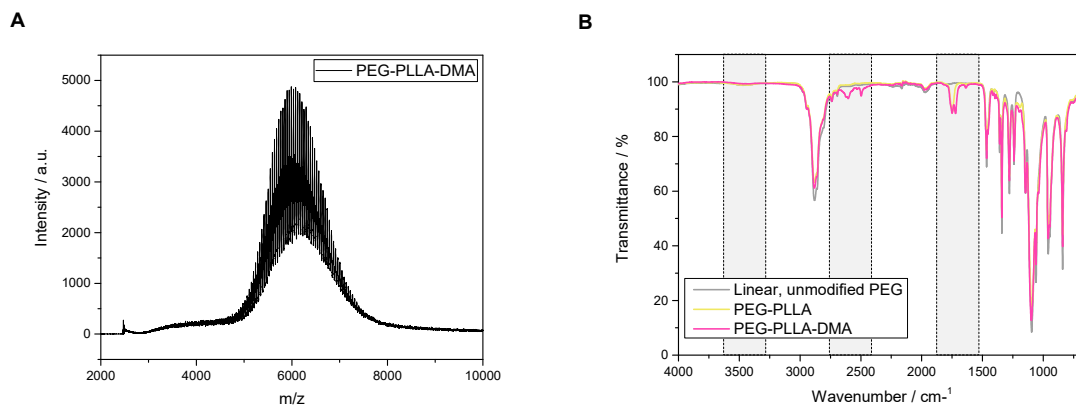 A
PEG-PLLA-DMA
Intensity / a.u.
5000
4000
3000
2000
1000
0
2000
4000
6000
8000
10000
m/z
B
Transmittance / %
100
80
60
40
20
0
Linear, unmodified PEG
PEG-PLLA
PEG-PLLA-DMA
4000
3500
3000
2500
2000
1500
1000
Wavenumber / cm-1